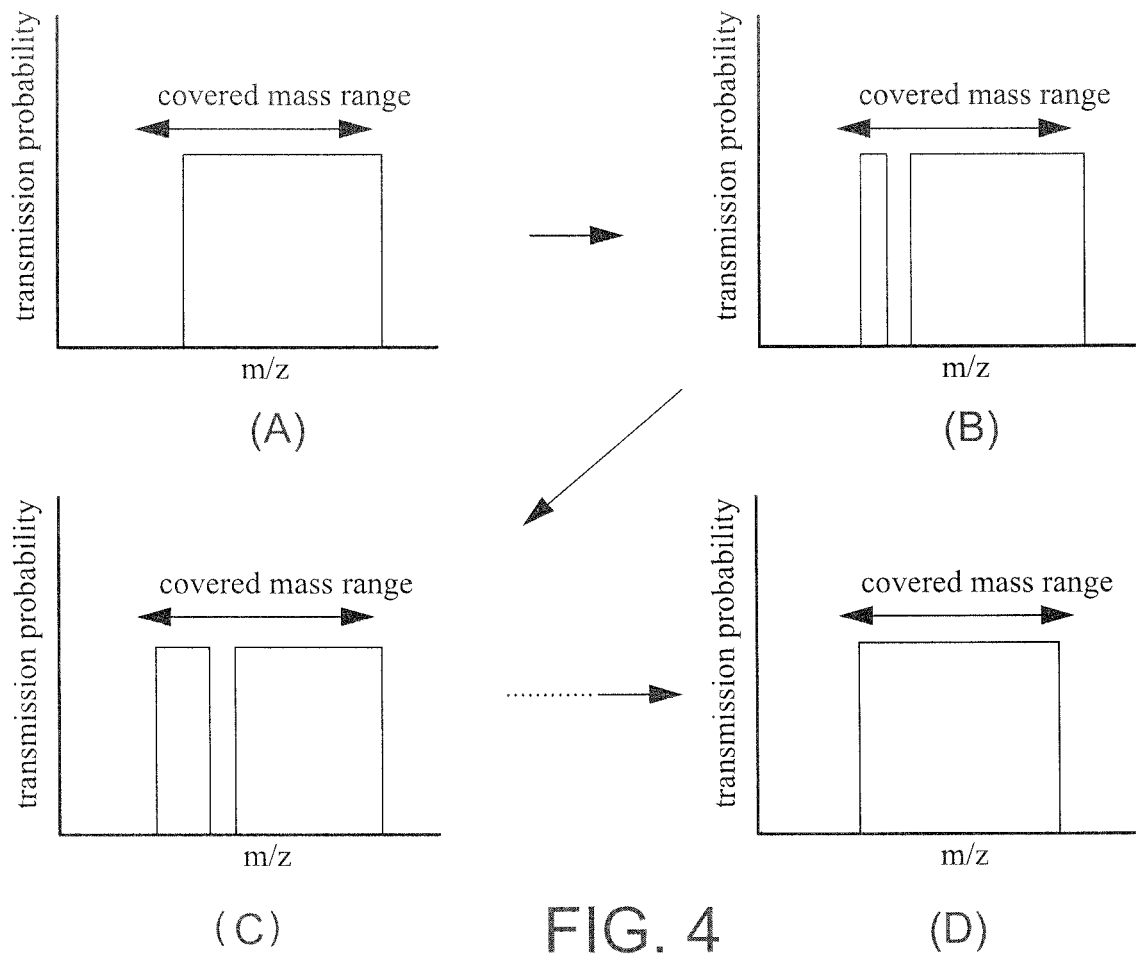 transmission probability
covered mass range
m/z
(A)
transmission probability
covered mass range
m/z
(B)
transmission probability
covered mass range
m/z
(C)
transmission probability
covered mass range
m/z
(D)
FIG. 4